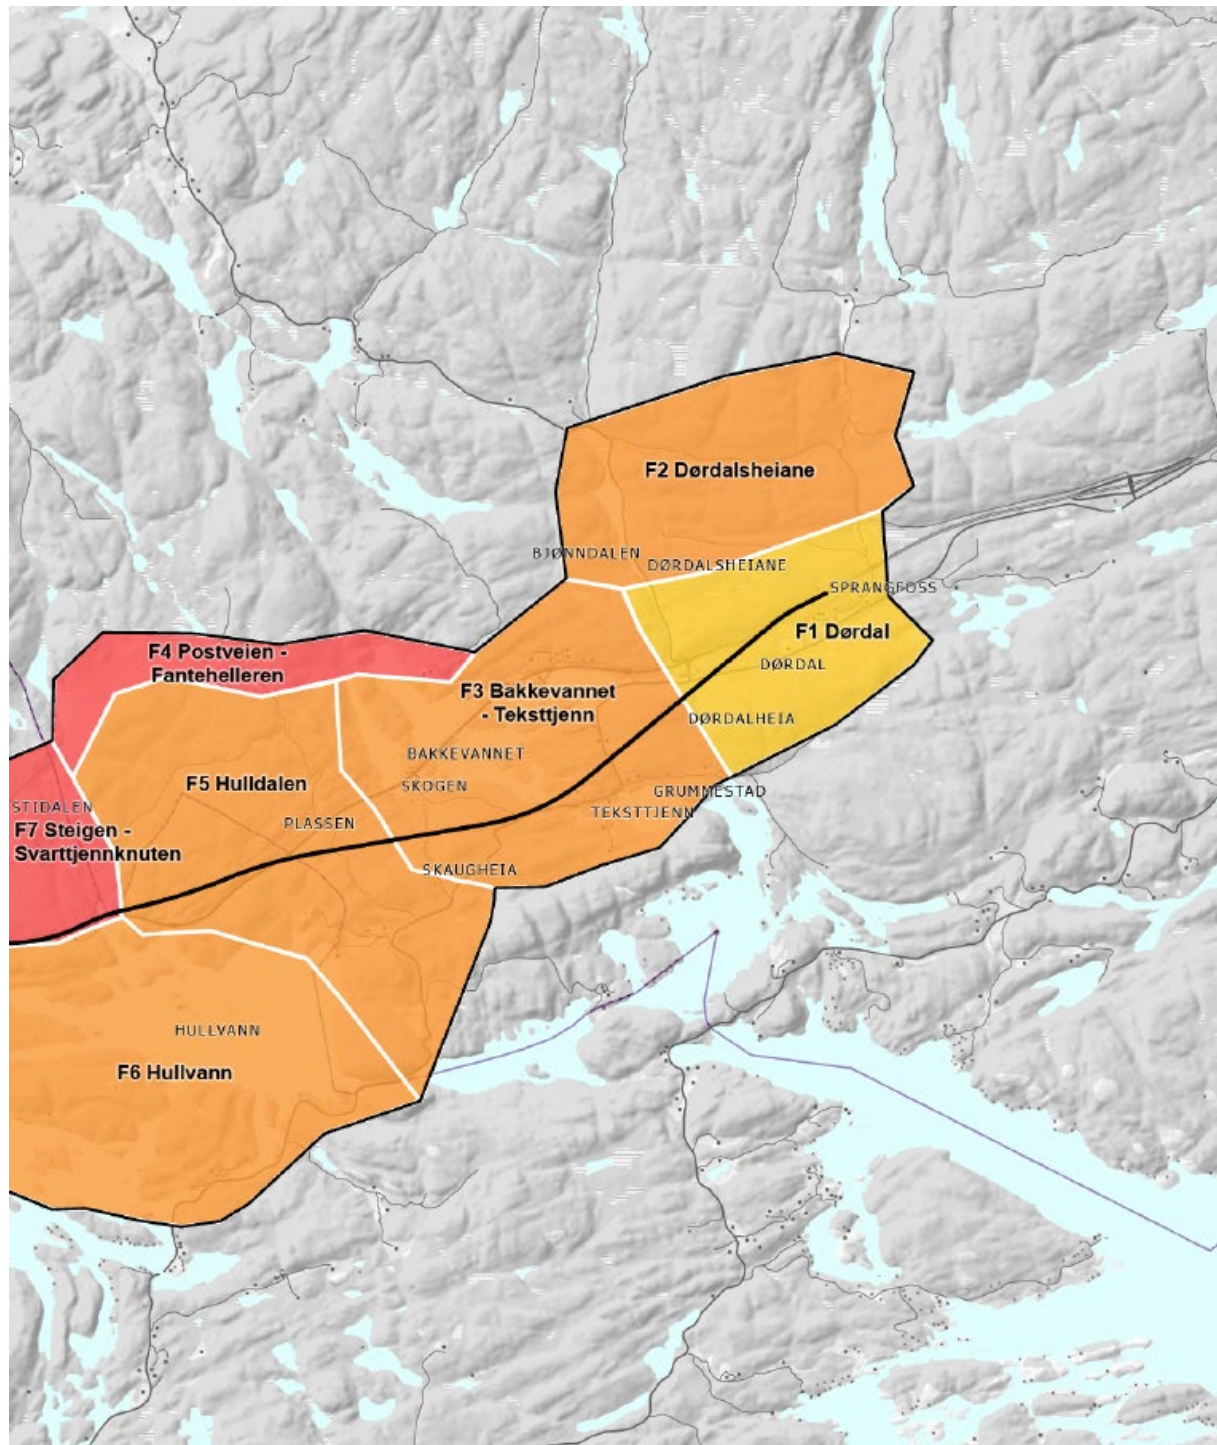 F2 Dørdalsheiane
BJØNNDALEN
DØRDALSHEIANE
SPRANGFOSS
F1 Dørdal
F4 Postveien -
Fantehelleren
DØRDAL
F3 Bakkevannet
- Teksttjenn
DØRDALHEIA
BAKKEVANNET
F5 Hulldalen
SKOGEN
GRUMMESTAD
STIDALEN
TEKSTTJENN
PLASSEN
F7 Steigen -
Svarttjennknuten
SKAUGHEIA
HULLVANN
F6 Hullvann